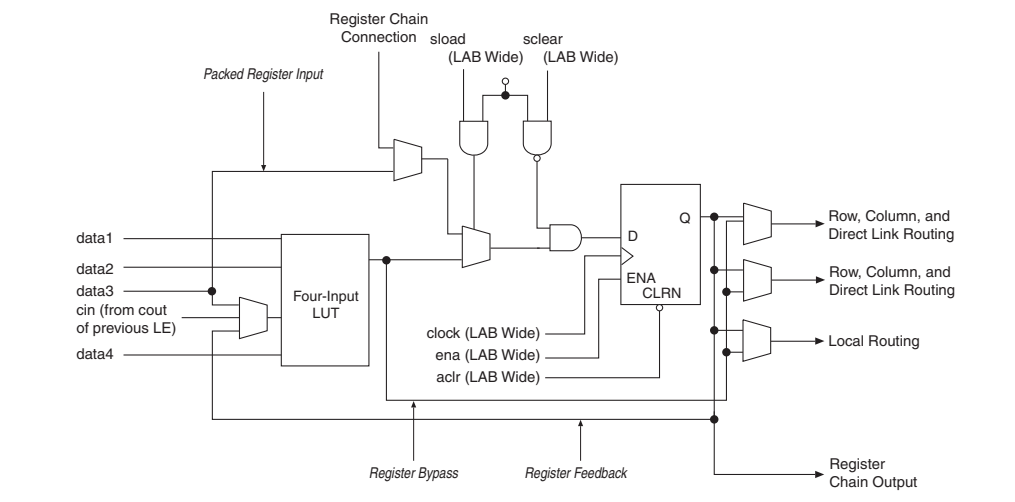 Register Chain
Connection
sload
(LAB Wide)
sclear
(LAB Wide)
Packed Register Input
Q
D
ENA
CLRN
data1
data2
data3
cin (from cout
of previous LE)
data4
Four-Input
LUT
clock (LAB Wide)
ena (LAB Wide)
aclr (LAB Wide)
Row, Column, and
Direct Link Routing
Row, Column, and
Direct Link Routing
Local Routing
Register Bypass
Register Feedback
Register
Chain Output